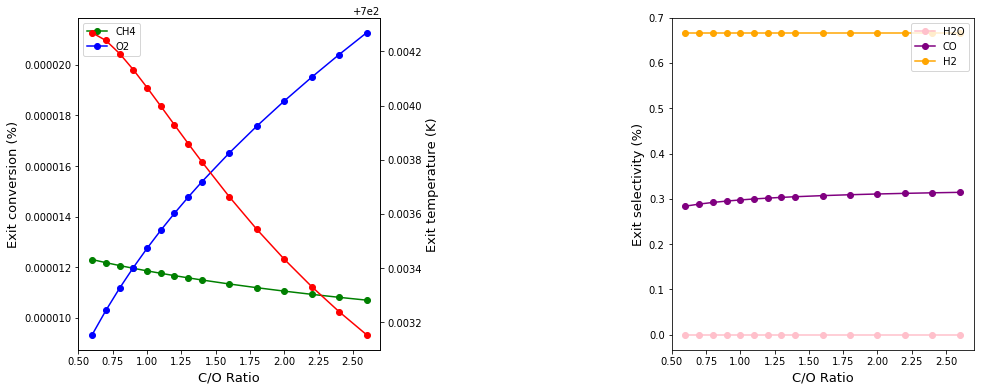 +7e2
CH4
O2
0.000020
0.000018
0.000016
0.000014
0.000012
0.000010
Exit conversion (%)
0.0042
0.0040
0.0038
0.0036
0.0034
0.0032
Exit temperature (K)
0.50 0.75 1.00 1.25 1.50 1.75 2.00 2.25 2.50
C/O Ratio
H2O
CO
H2
0.7
0.6
0.5
0.4
0.3
0.2
0.1
0.0
Exit selectivity (%)
0.50 0.75 1.00 1.25 1.50 1.75 2.00 2.25 2.50
C/O Ratio